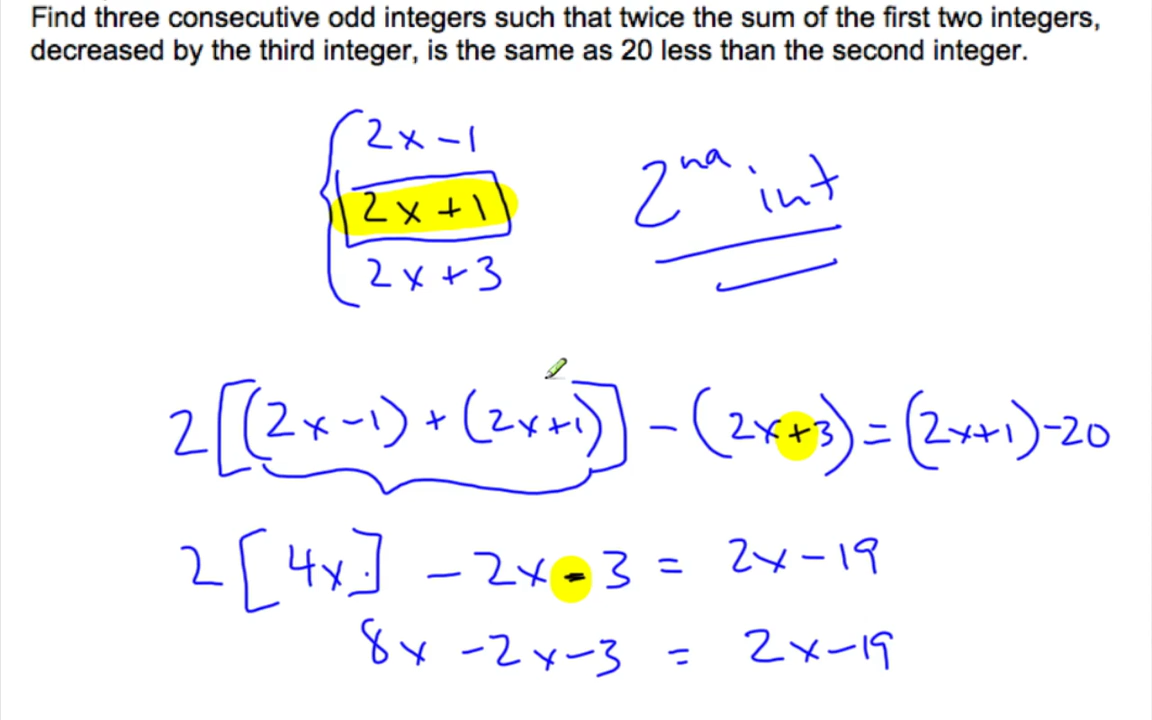 Find three consecutive odd integers such that twice the sum of the first two integers,
decreased by the third integer, is the same as 20 less than the second integer.
2x-1
2x+1
2nd int
2x+3
2[(2x-1)+(2x+1)]-(2x+3)=(2x+1)-20
2[4x]-2x-3=2x-19
8x-2x-3=2x-19